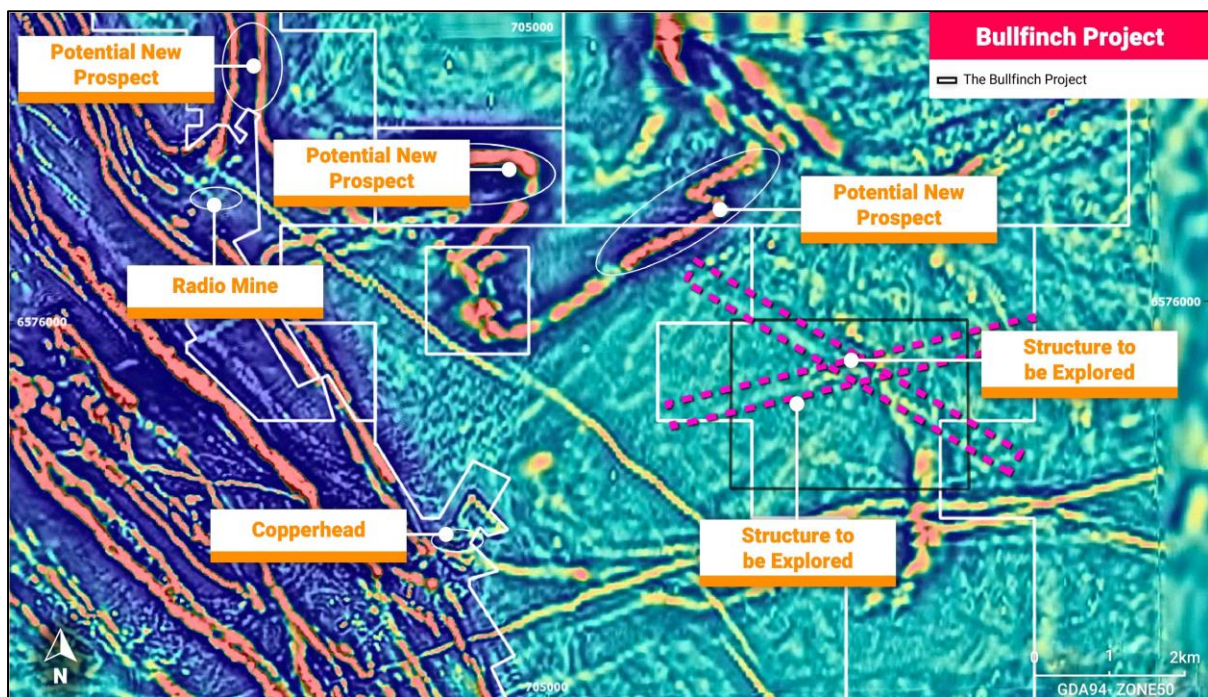 705000
Bullfinch Project
The Bullfinch Project
Potential New
Prospect
Potential New
Prospect
Potential New
Prospect
Radio Mine
6576000
6576000
Structure to
be Explored
Copperhead
Structure to
be Explored
N
705000
0 1 2km
GDA94- ZONE50